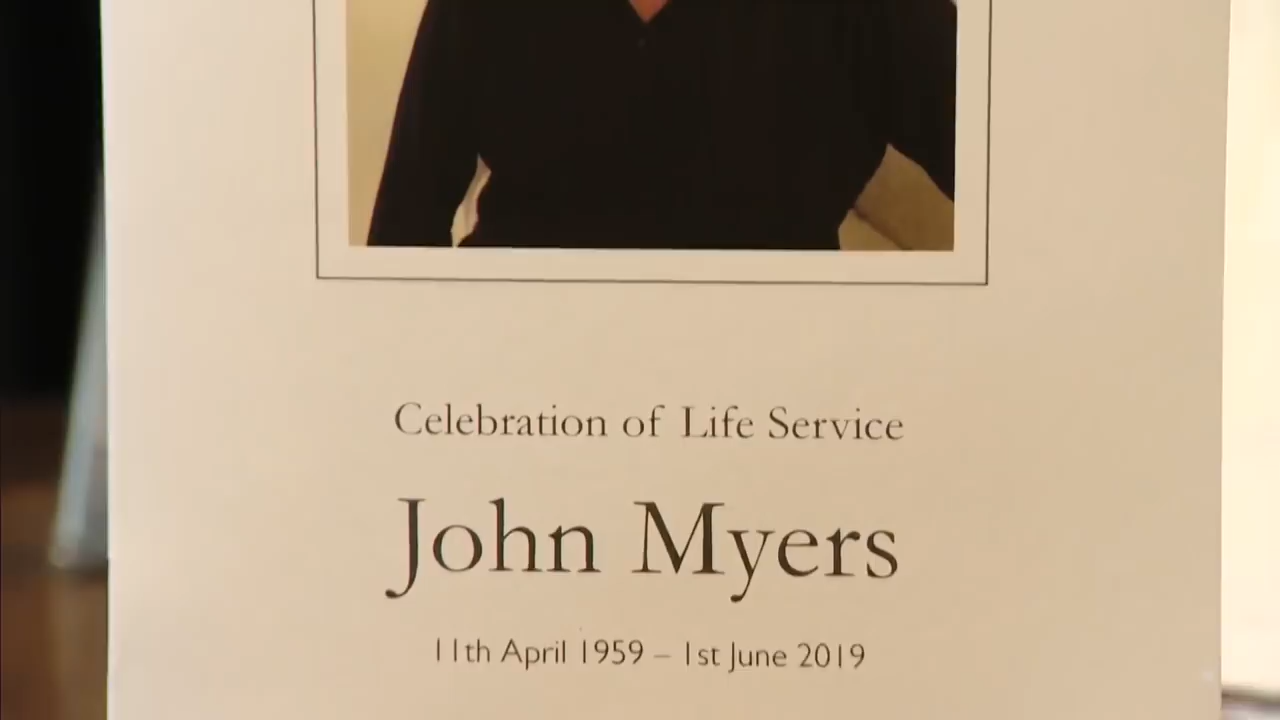 Celebration of Life Service
John Myers
11th April 1959 – 1st June 2019